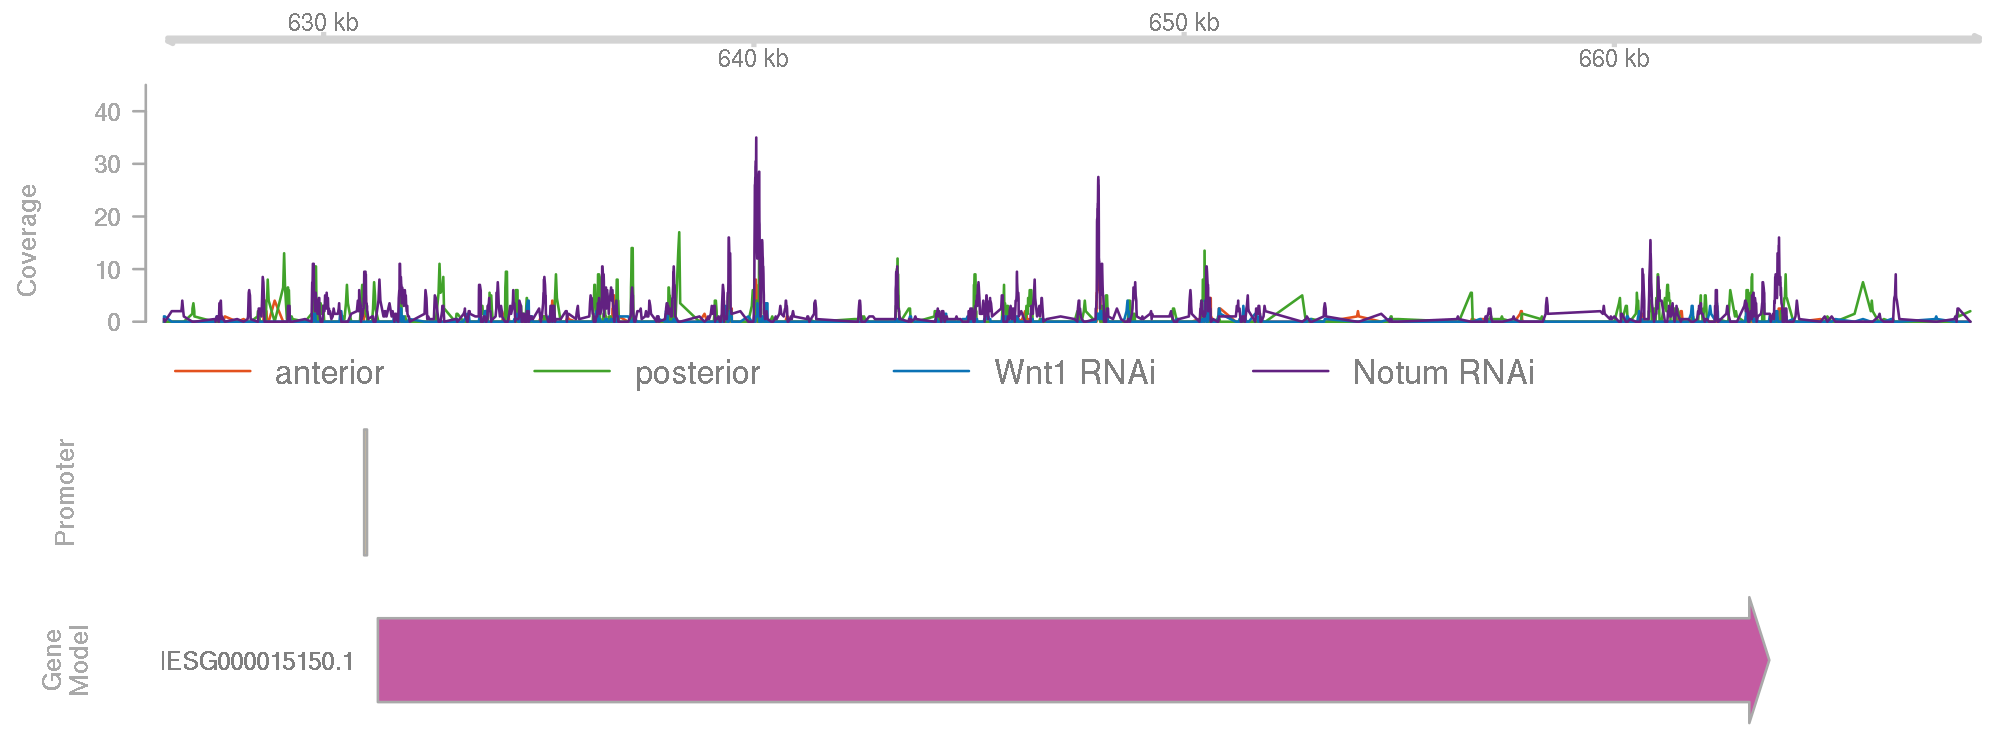 630 kb
650 kb
640 kb
660 kb
Coverage
40
30
20
10
0
anterior
posterior
Wnt1 RNAi
Notum RNAi
Promoter
Gene
Model
IESG000015150.1